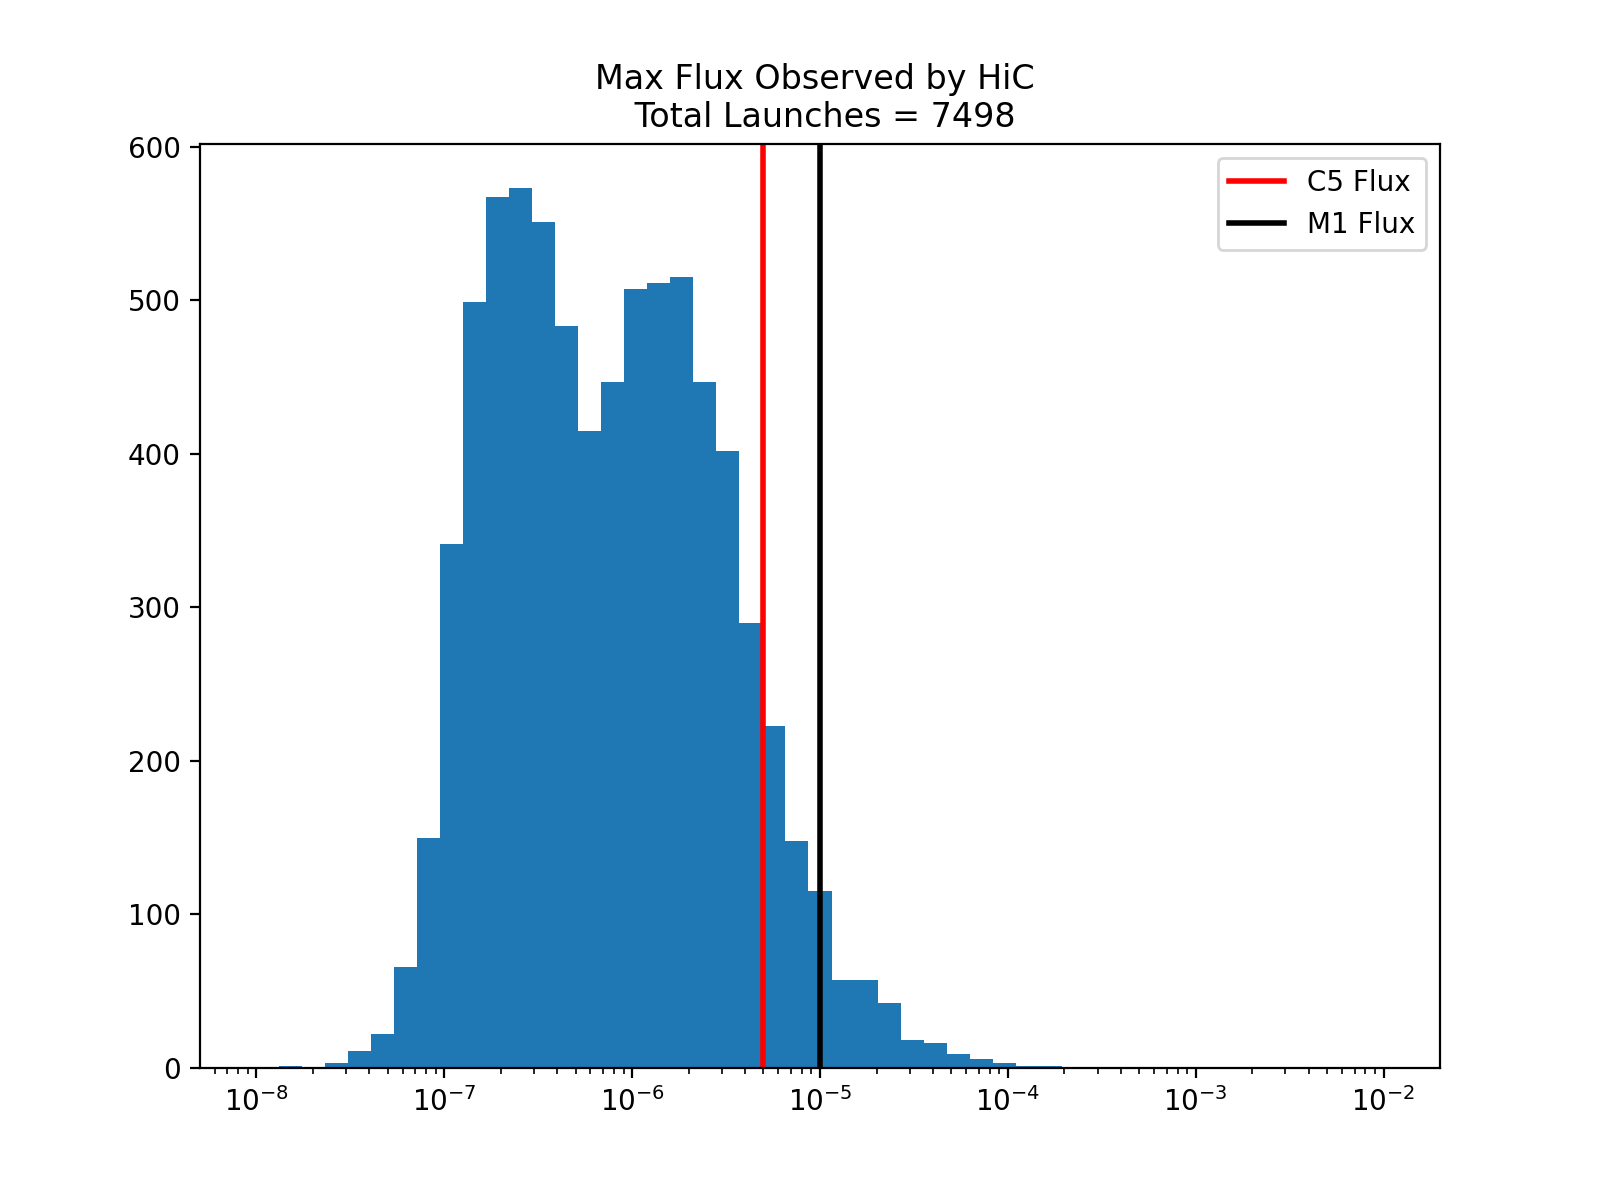 Max Flux Observed by HiC
Total Launches = 7498
C5 Flux
M1 Flux
600
500
400
300
200
100
0
10⁻⁸ 10⁻⁷ 10⁻⁶ 10⁻⁵ 10⁻⁴ 10⁻³ 10⁻²